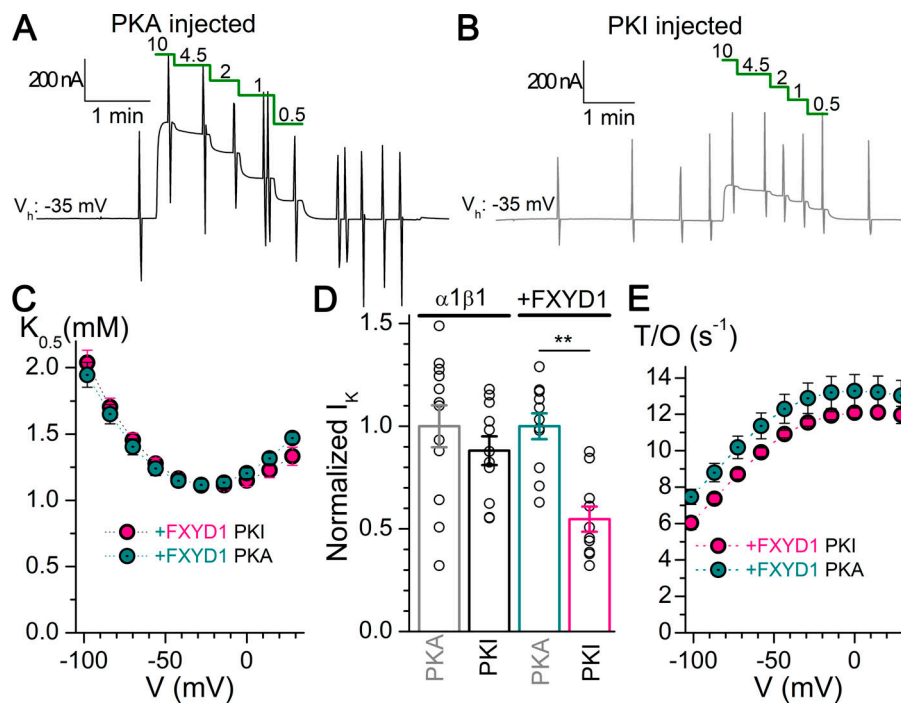 A
PKA injected
10
4.5
2
1
0.5
200 nA
1 min
Vh: -35 mV
B
PKI injected
10
4.5
2
1
0.5
200 nA
1 min
Vh: -35 mV
C
K0.5 (mM)
2.0
1.5
1.0
0.5
0.0
+FXYD1 PKI
+FXYD1 PKA
-100
-50
0
V (mV)
D
α1β1
+FXYD1
**
Normalized IK
1.5
1.0
0.5
0.0
PKA
PKI
PKA
PKI
E
T/O (s⁻¹)
14
12
10
8
6
4
2
0
+FXYD1 PKI
+FXYD1 PKA
-100
-50
0
V (mV)